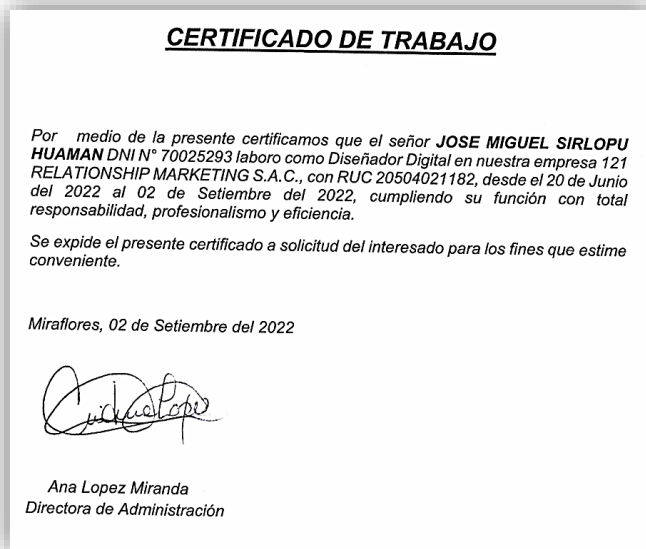 CERTIFICADO DE TRABAJO
Por medio de la presente certificamos que el señor JOSE MIGUEL SIRLOPU
HUAMAN DNI N° 70025293 laboro como Diseñador Digital en nuestra empresa 121
RELATIONSHIP MARKETING S.A.C., con RUC 20504021182, desde el 20 de Junio
del 2022 al 02 de Setiembre del 2022, cumpliendo su función con total
responsabilidad, profesionalismo y eficiencia.
Se expide el presente certificado a solicitud del interesado para los fines que estime
conveniente.
Miraflores, 02 de Setiembre del 2022
Ana Lopez Miranda
Directora de Administración